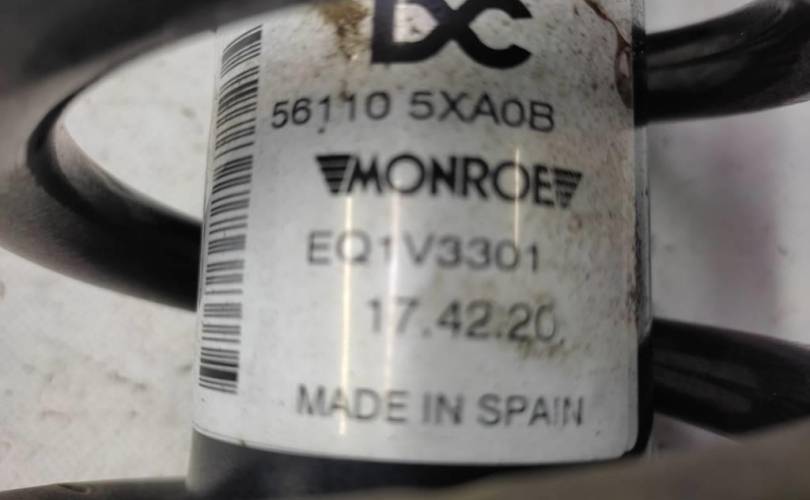 DC
56110 5XA0B
MONROE
EQ1V3301
17.42.20
MADE IN SPAIN